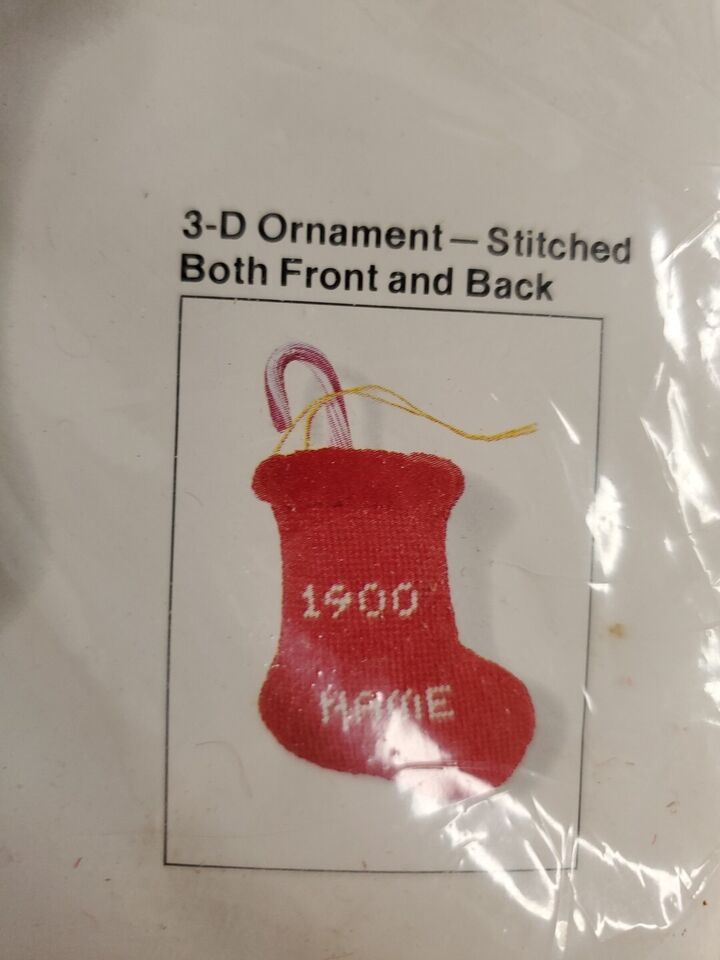 3-D Ornament — Stitched
Both Front and Back
1900
NAME